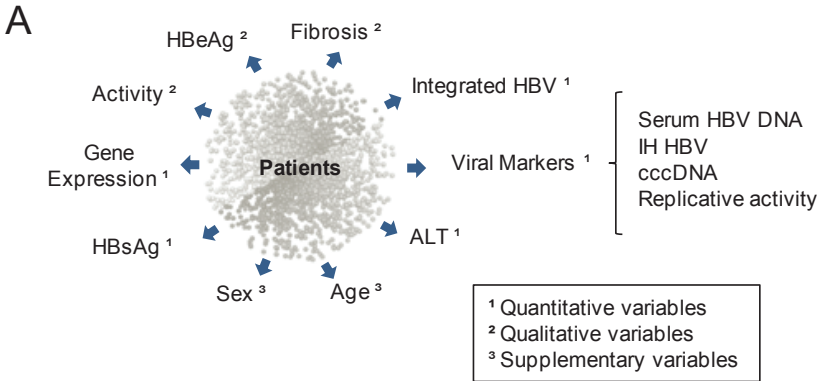 A
HBeAg ²
Fibrosis ²
Activity ²
Integrated HBV ¹
Gene
Expression ¹
Patients
Viral Markers ¹
Serum HBV DNA
IH HBV
cccDNA
Replicative activity
HBsAg ¹
ALT ¹
Sex ³
Age ³
¹ Quantitative variables
² Qualitative variables
³ Supplementary variables